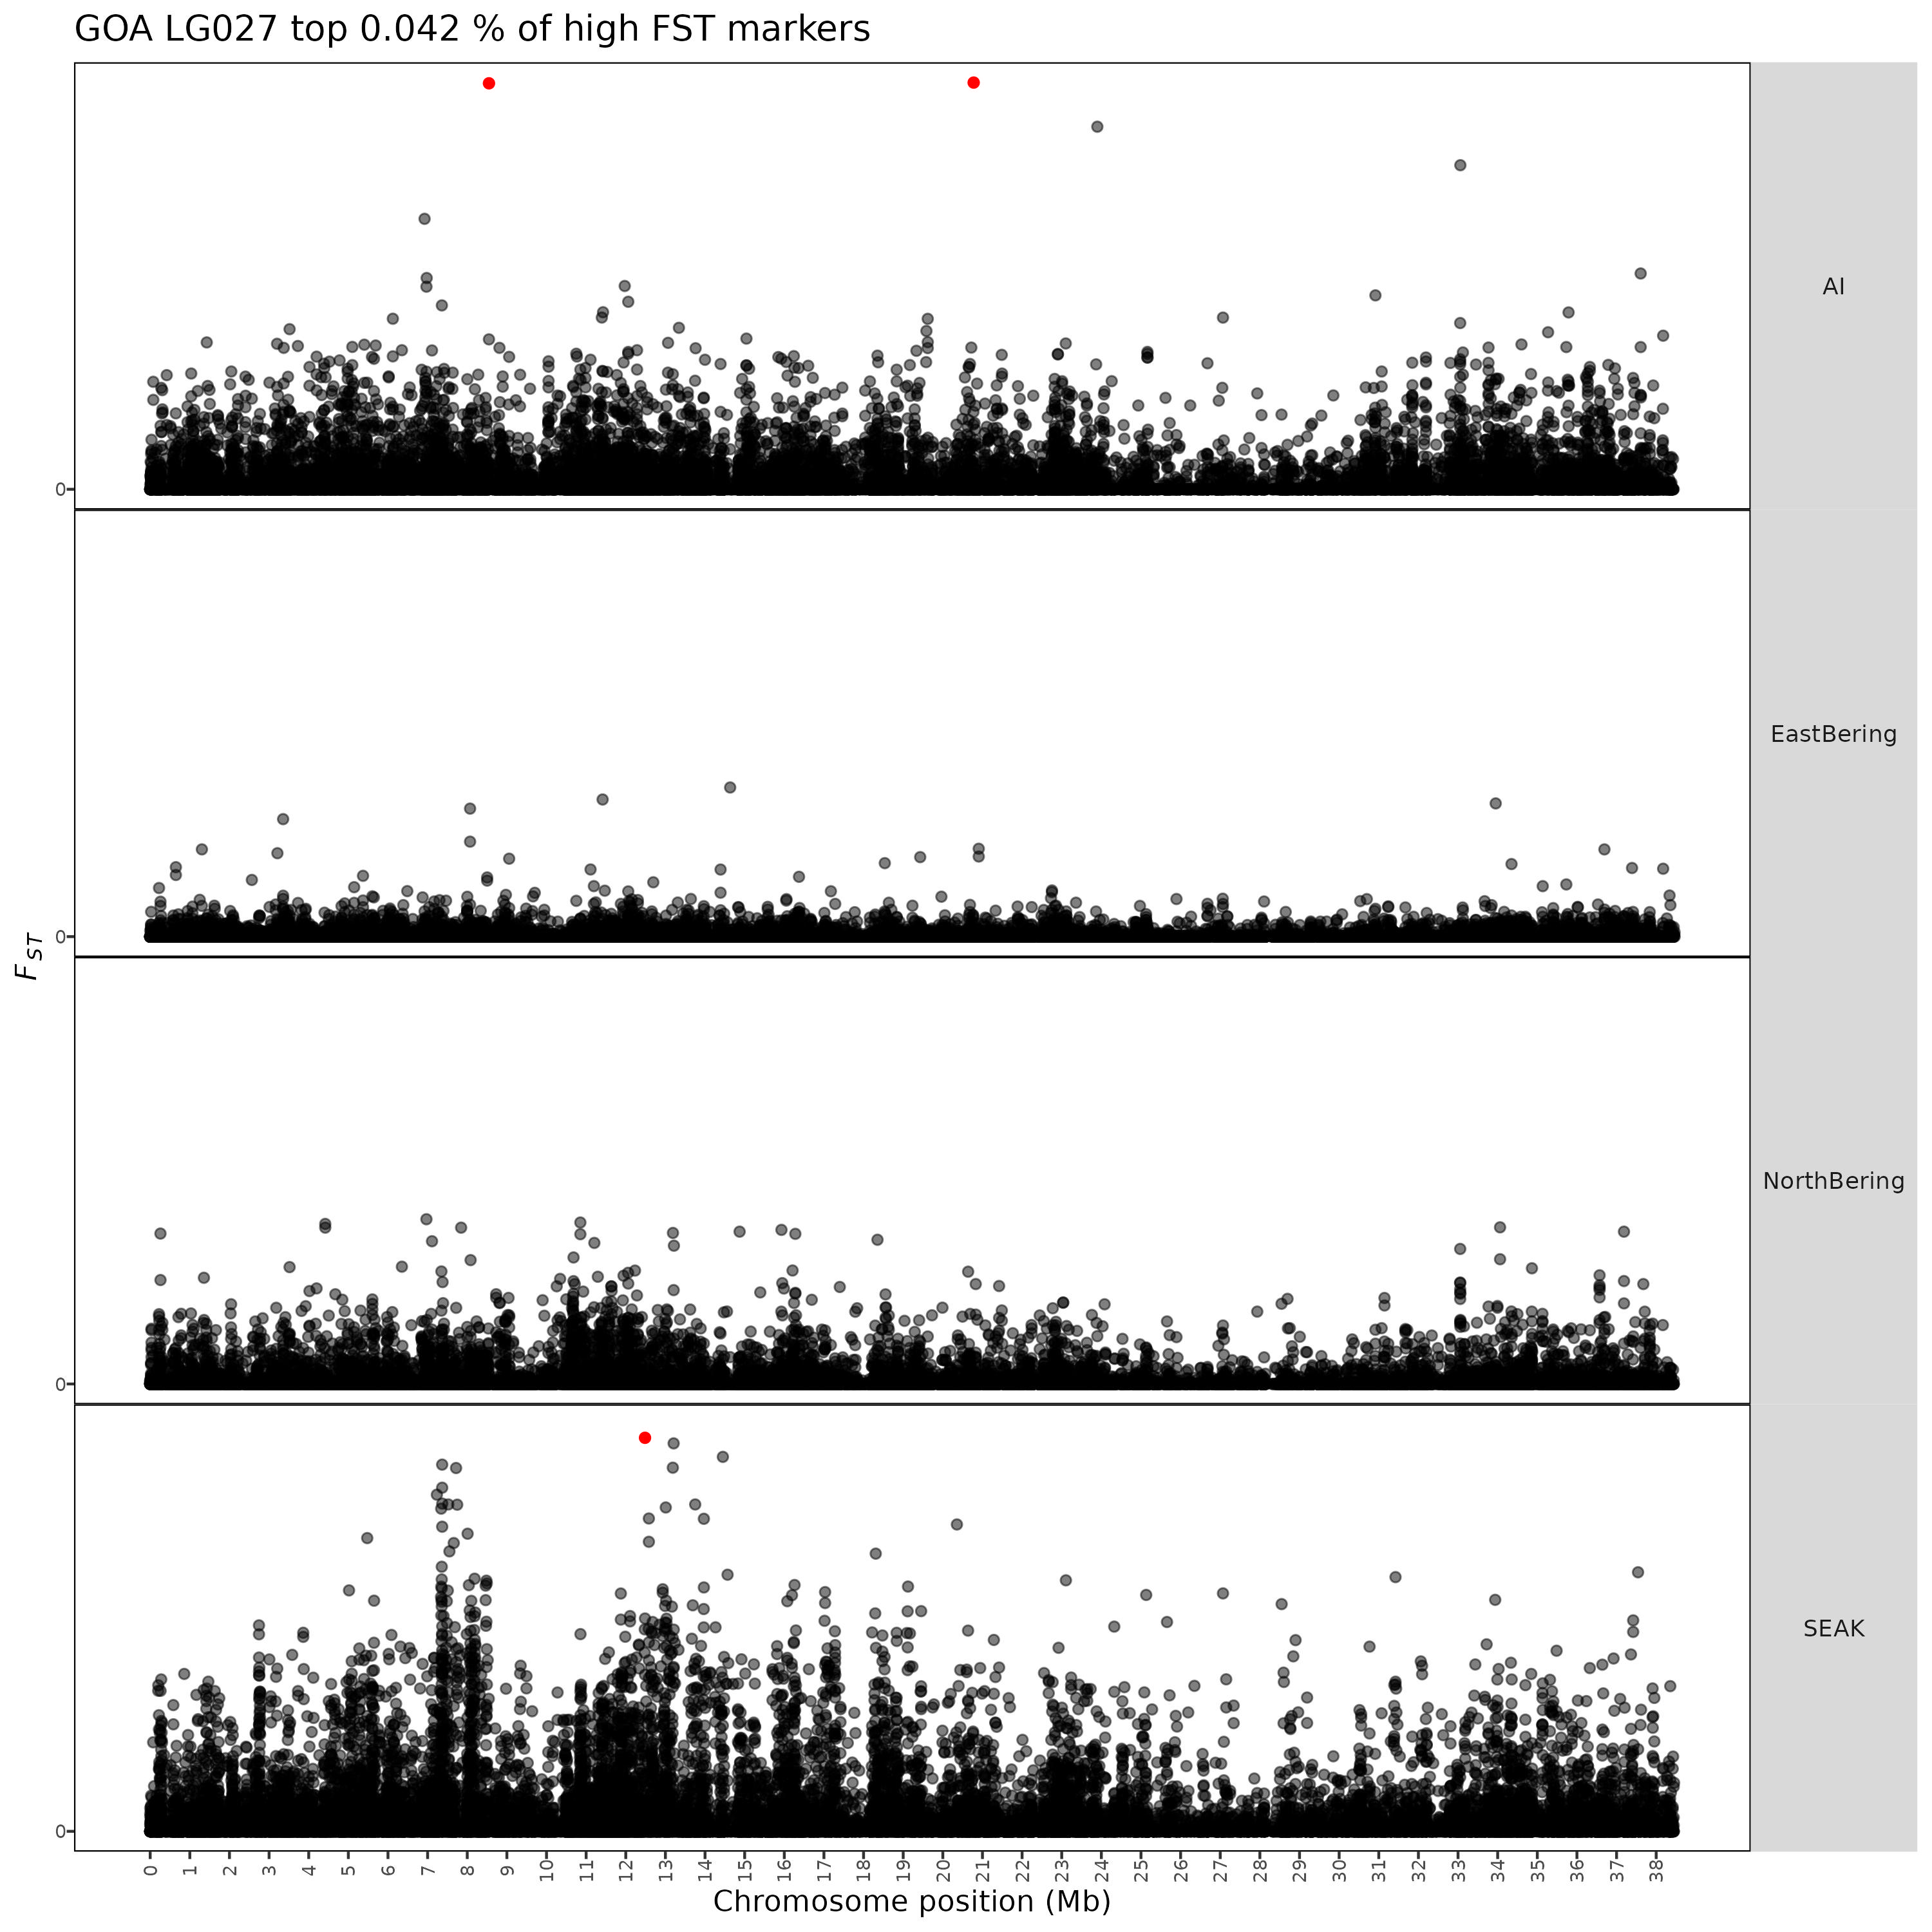 GOA LG027 top 0.042 % of high FST markers
AI
0
EastBering
0
NorthBering
0
SEAK
0
F ST
0 1 2 3 4 5 6 7 8 9 10 11 12 13 14 15 16 17 18 19 20 21 22 23 24 25 26 27 28 29 30 31 32 33 34 35 36 37 38
Chromosome position (Mb)